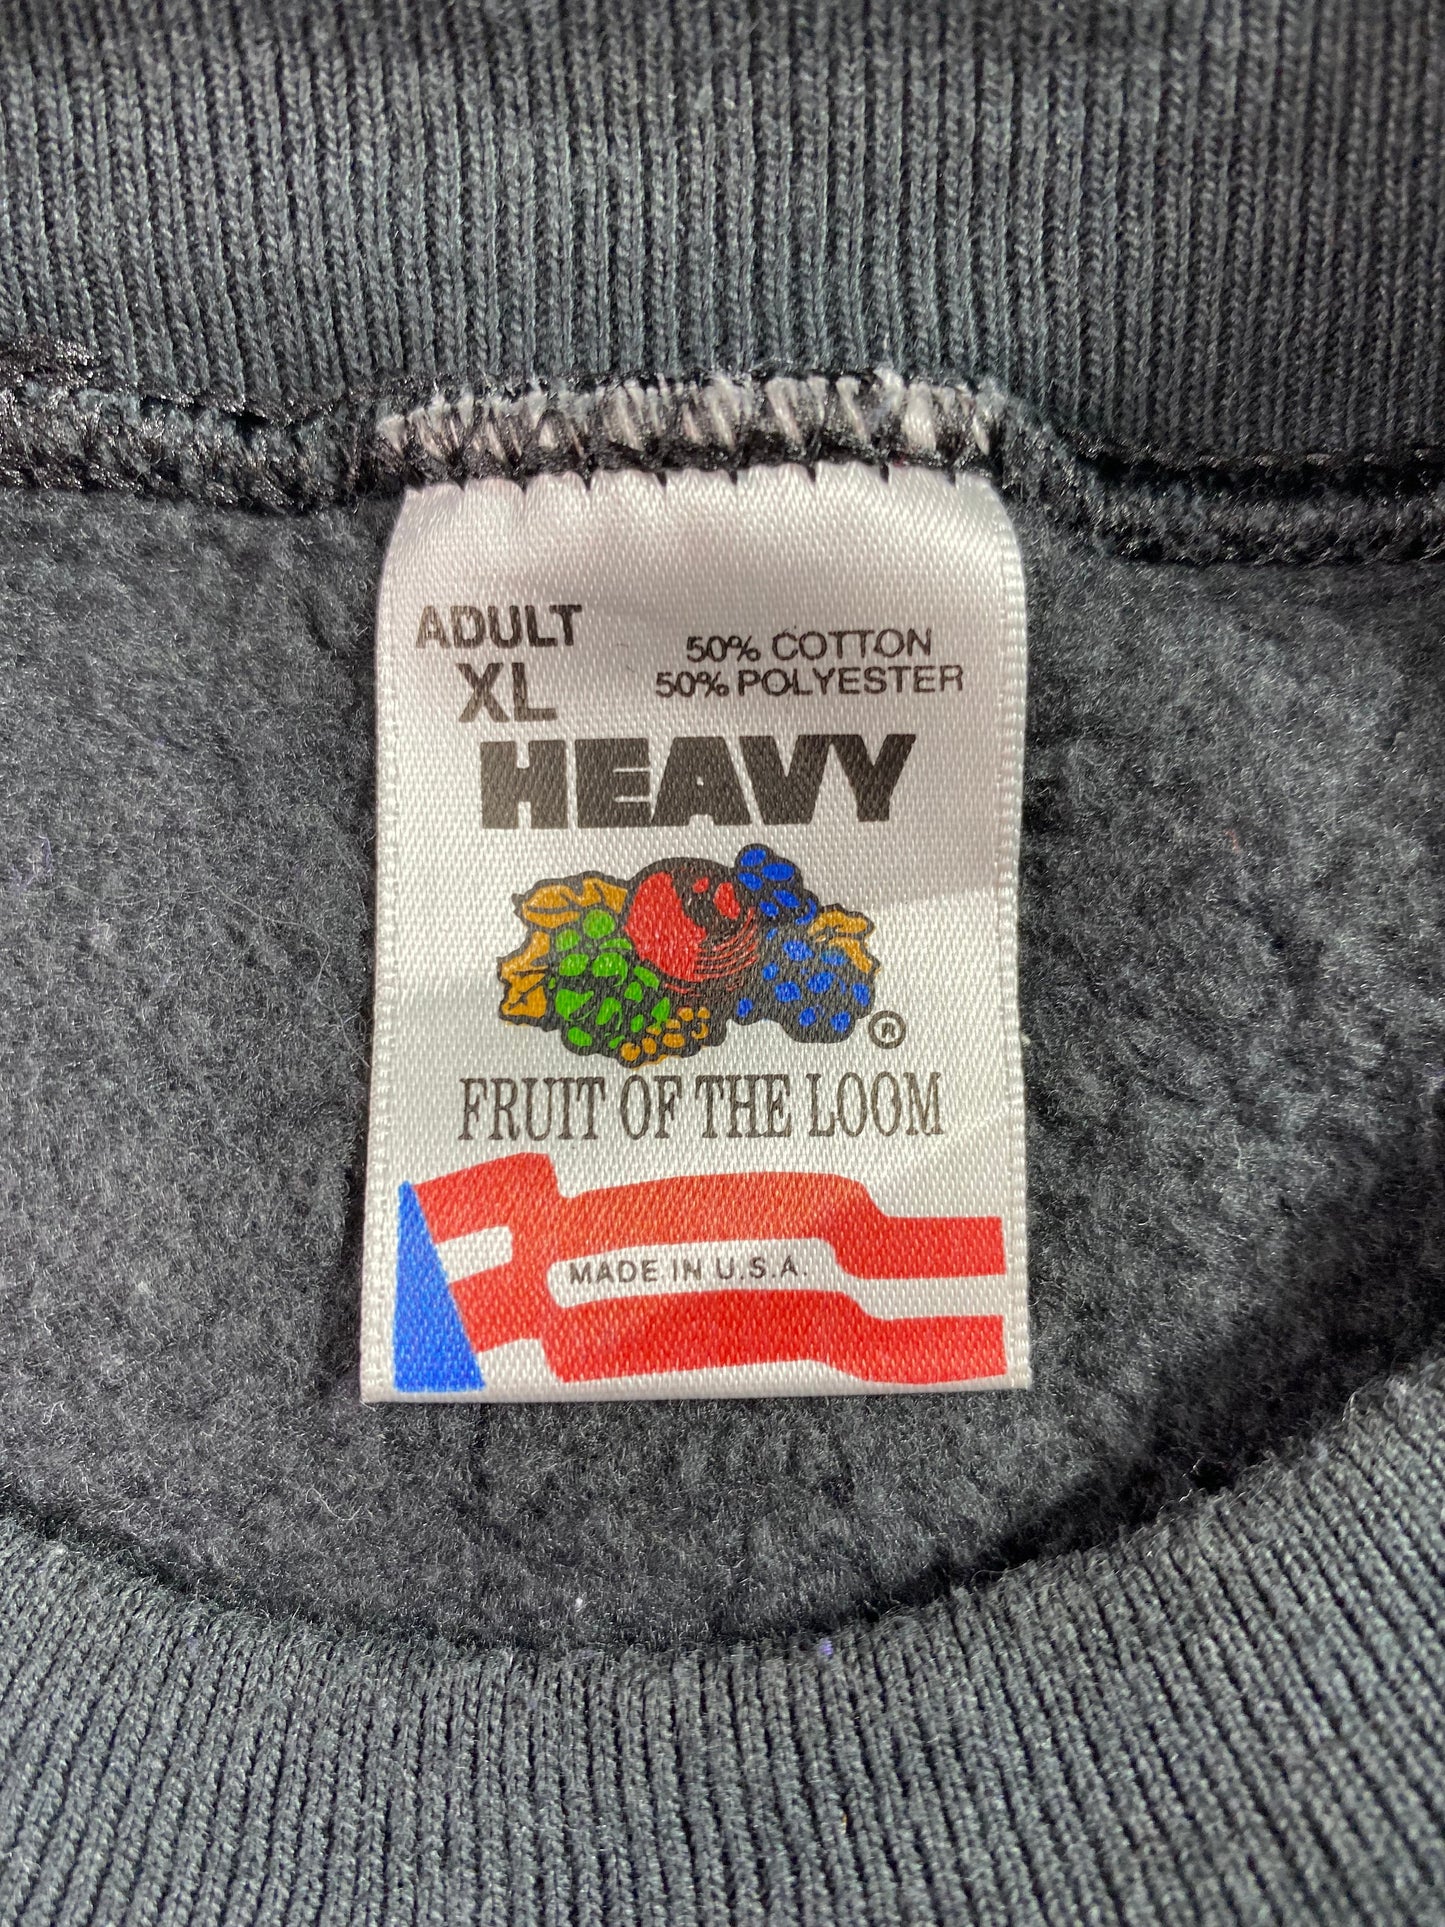 ADULT
XL
50% COTTON
50% POLYESTER
HEAVY
®
FRUIT OF THE LOOM
MADE IN U.S.A.